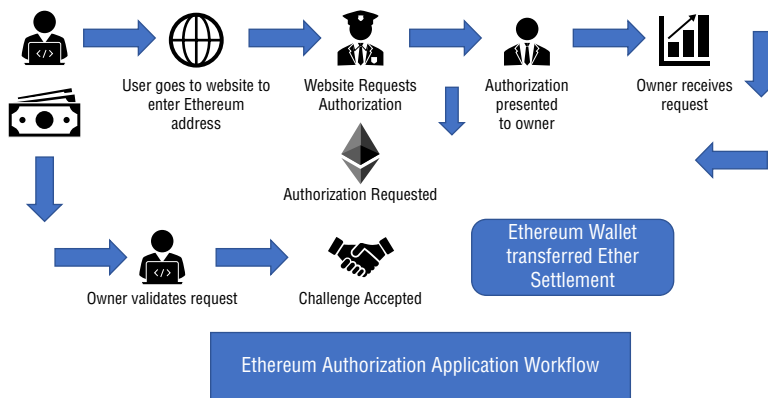 User goes to website to
enter Ethereum
address
Website Requests
Authorization
Authorization
presented
to owner
Owner receives
request
Authorization Requested
Owner validates request
Challenge Accepted
Ethereum Wallet
transferred Ether
Settlement
Ethereum Authorization Application Workflow